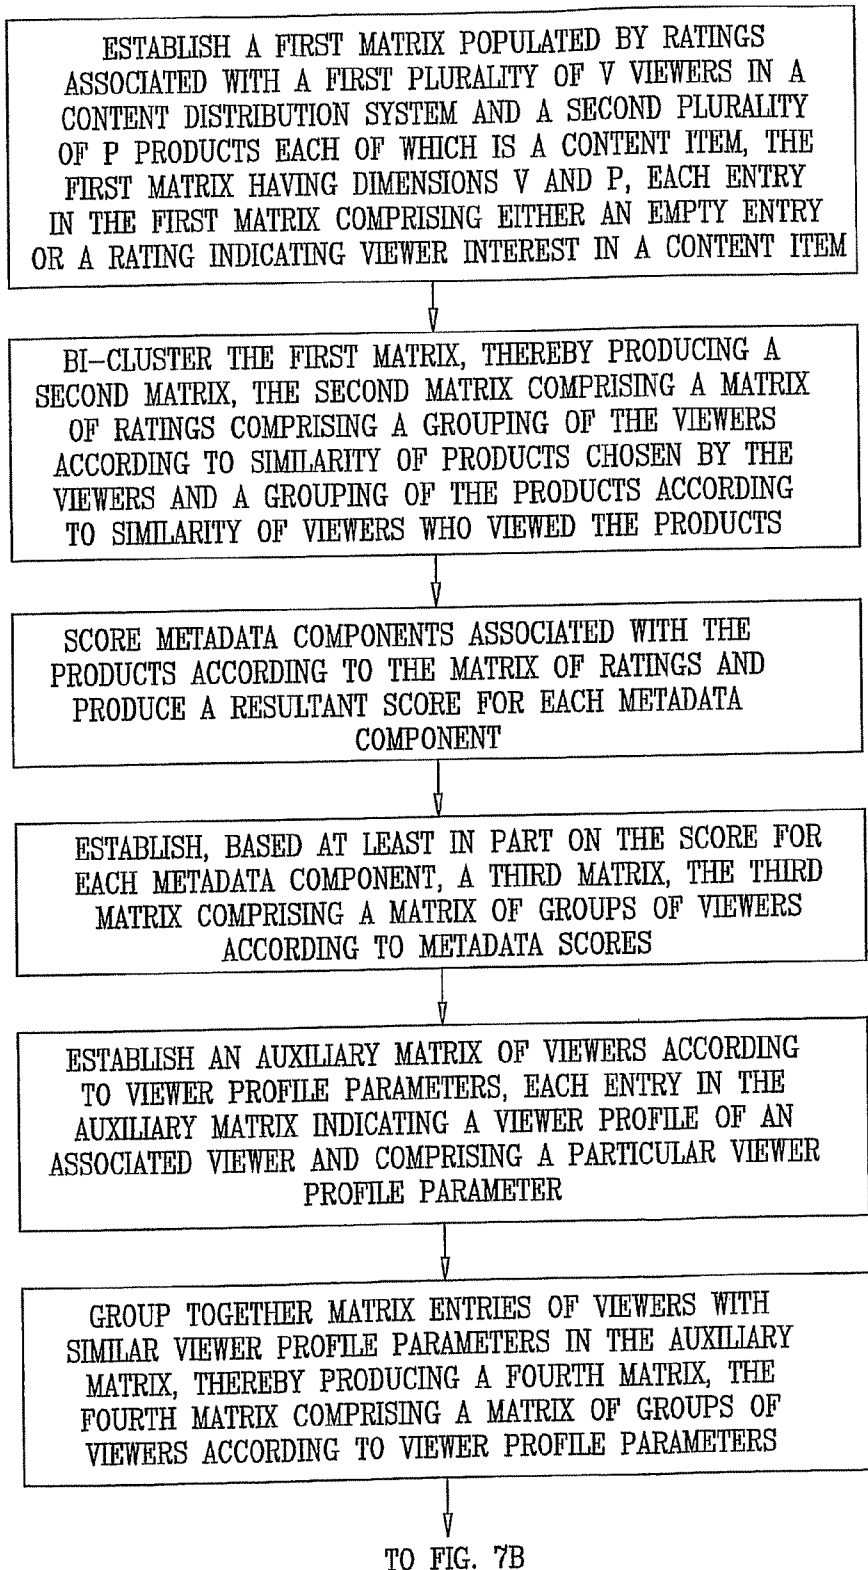 ESTABLISH A FIRST MATRIX POPULATED BY RATINGS
ASSOCIATED WITH A FIRST PLURALITY OF V VIEWERS IN A
CONTENT DISTRIBUTION SYSTEM AND A SECOND PLURALITY
OF P PRODUCTS EACH OF WHICH IS A CONTENT ITEM, THE
FIRST MATRIX HAVING DIMENSIONS V AND P, EACH ENTRY
IN THE FIRST MATRIX COMPRISING EITHER AN EMPTY ENTRY
OR A RATING INDICATING VIEWER INTEREST IN A CONTENT ITEM
BI-CLUSTER THE FIRST MATRIX, THEREBY PRODUCING A
SECOND MATRIX, THE SECOND MATRIX COMPRISING A MATRIX
OF RATINGS COMPRISING A GROUPING OF THE VIEWERS
ACCORDING TO SIMILARITY OF PRODUCTS CHOSEN BY THE
VIEWERS AND A GROUPING OF THE PRODUCTS ACCORDING
TO SIMILARITY OF VIEWERS WHO VIEWED THE PRODUCTS
SCORE METADATA COMPONENTS ASSOCIATED WITH THE
PRODUCTS ACCORDING TO THE MATRIX OF RATINGS AND
PRODUCE A RESULTANT SCORE FOR EACH METADATA
COMPONENT
ESTABLISH, BASED AT LEAST IN PART ON THE SCORE FOR
EACH METADATA COMPONENT, A THIRD MATRIX, THE THIRD
MATRIX COMPRISING A MATRIX OF GROUPS OF VIEWERS
ACCORDING TO METADATA SCORES
ESTABLISH AN AUXILIARY MATRIX OF VIEWERS ACCORDING
TO VIEWER PROFILE PARAMETERS, EACH ENTRY IN THE
AUXILIARY MATRIX INDICATING A VIEWER PROFILE OF AN
ASSOCIATED VIEWER AND COMPRISING A PARTICULAR VIEWER
PROFILE PARAMETER
GROUP TOGETHER MATRIX ENTRIES OF VIEWERS WITH
SIMILAR VIEWER PROFILE PARAMETERS IN THE AUXILIARY
MATRIX, THEREBY PRODUCING A FOURTH MATRIX, THE
FOURTH MATRIX COMPRISING A MATRIX OF GROUPS OF
VIEWERS ACCORDING TO VIEWER PROFILE PARAMETERS
TO FIG. 7B